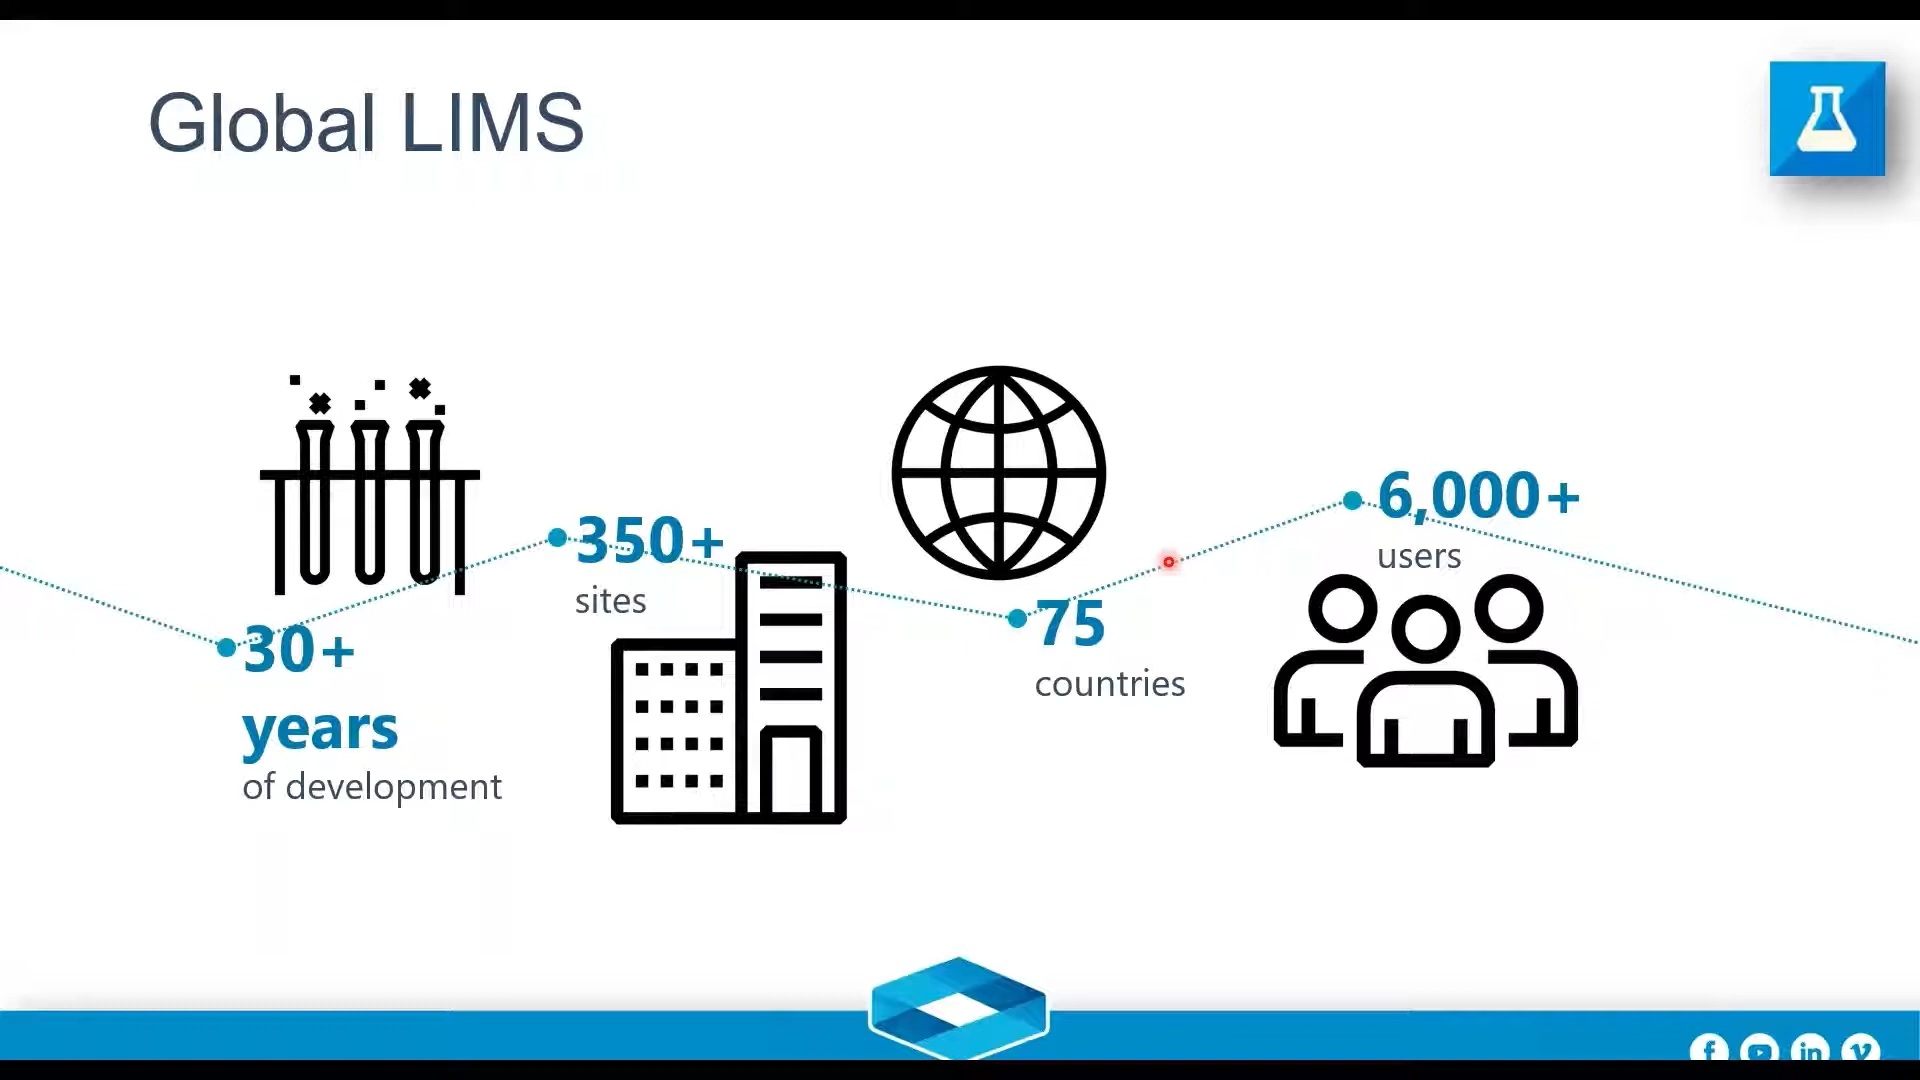 Global LIMS
30+
years
of development
350+
sites
75
countries
6,000+
users